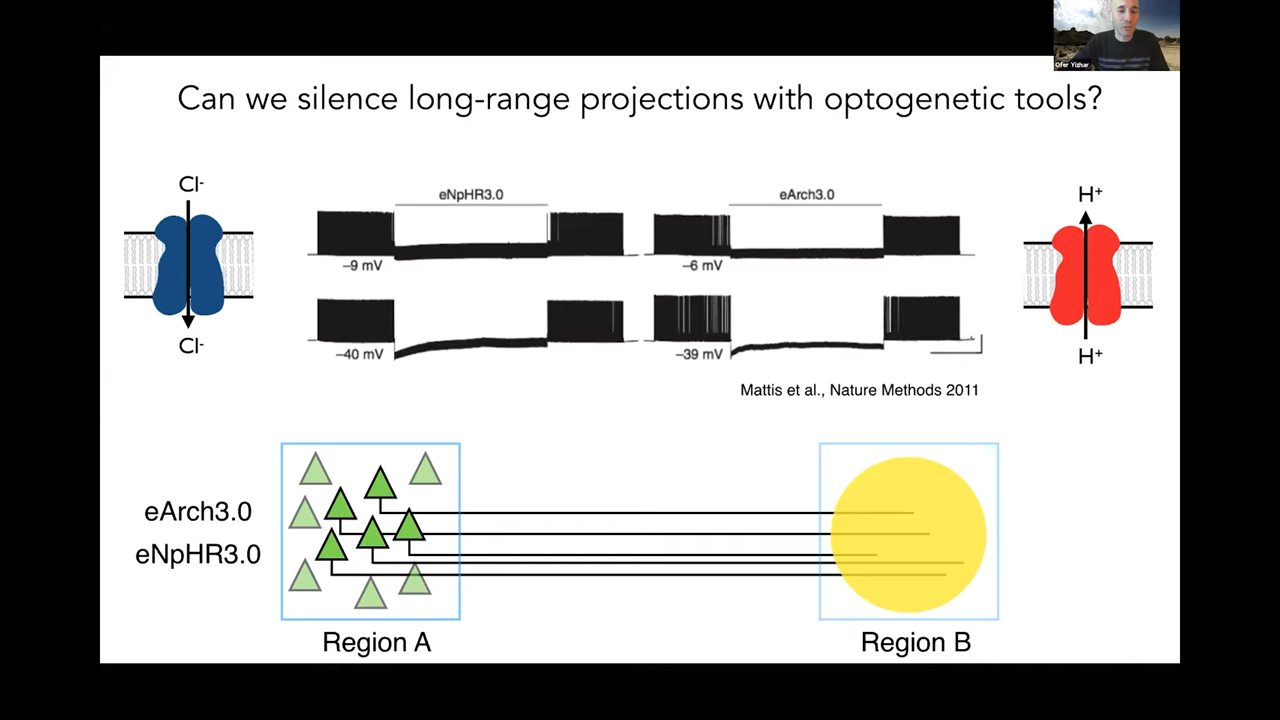 Ofer Yizhar
Can we silence long-range projections with optogenetic tools?
Cl-
eNpHR3.0
eArch3.0
H+
–9 mV
–6 mV
Cl-
–40 mV
–39 mV
H+
Mattis et al., Nature Methods 2011
eArch3.0
eNpHR3.0
Region A
Region B